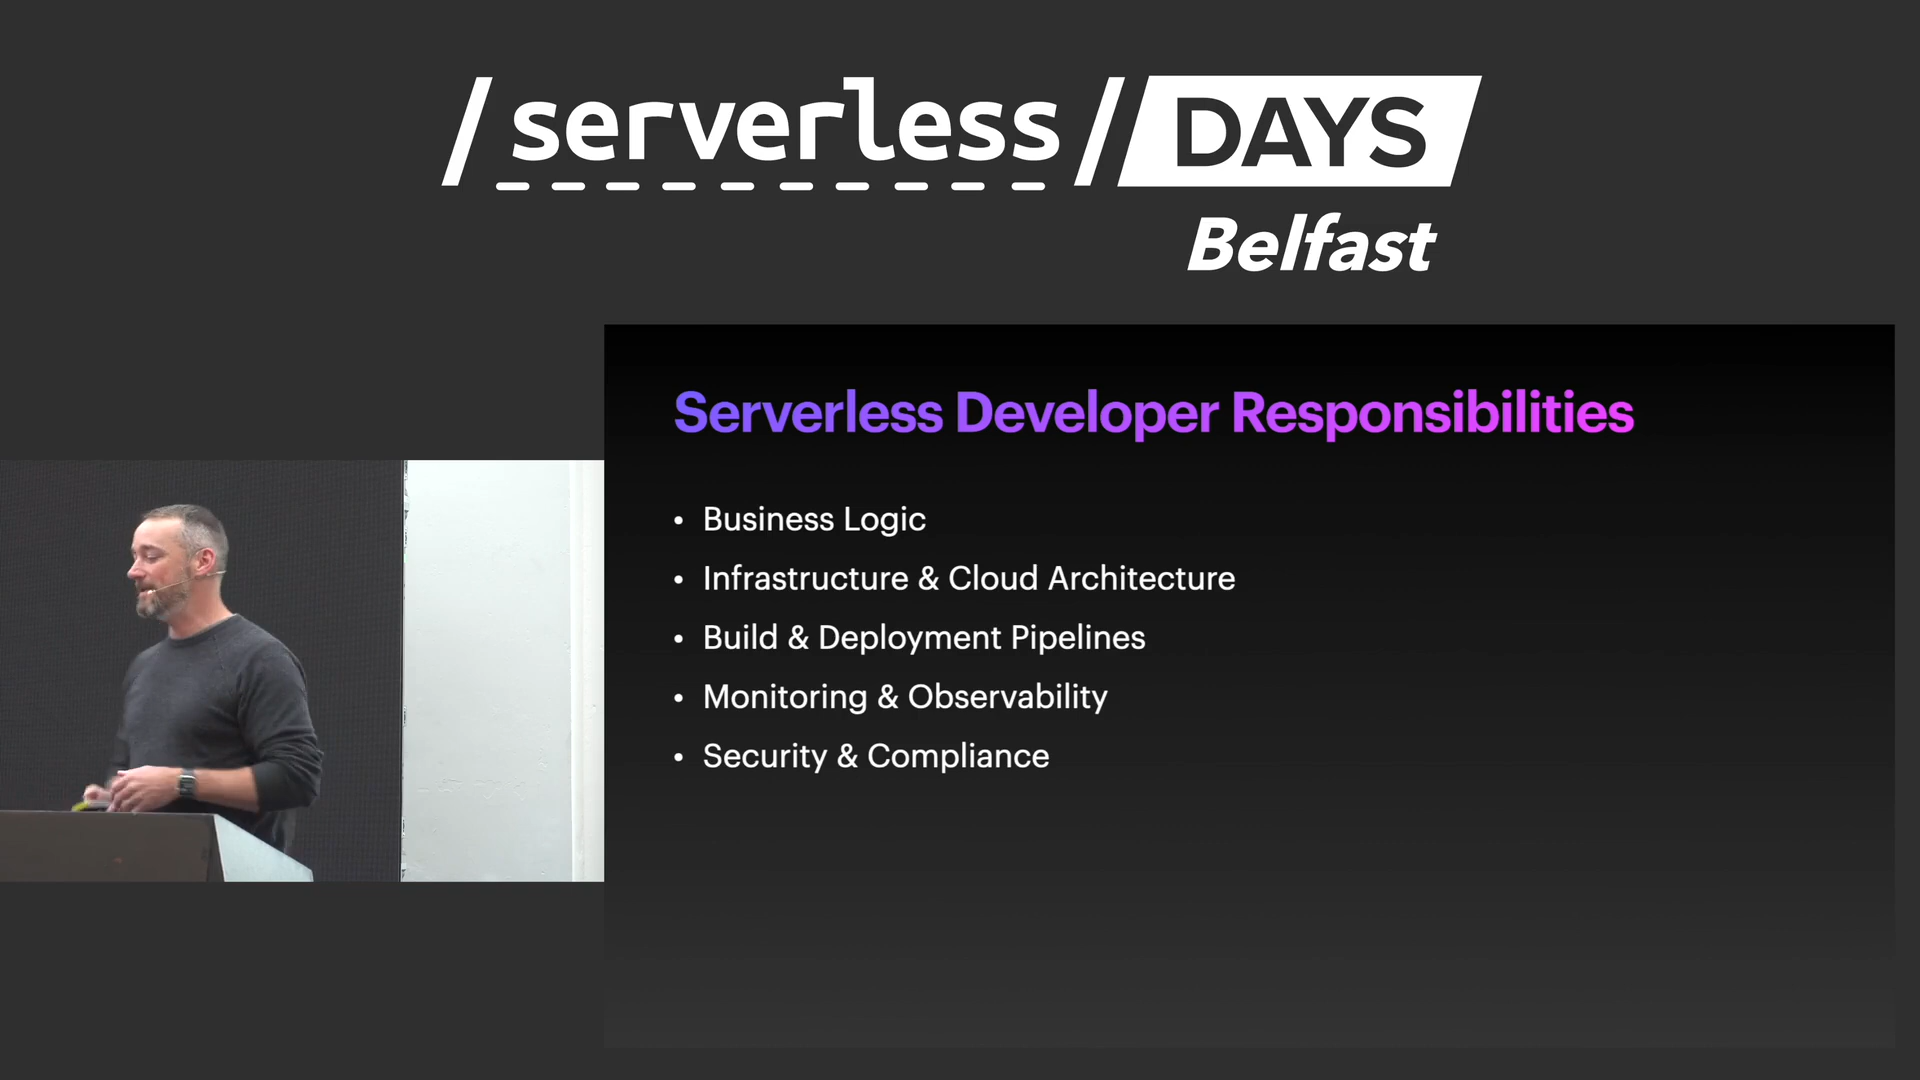 /serverless/DAYS
Belfast
Serverless Developer Responsibilities
• Business Logic
• Infrastructure & Cloud Architecture
• Build & Deployment Pipelines
• Monitoring & Observability
• Security & Compliance